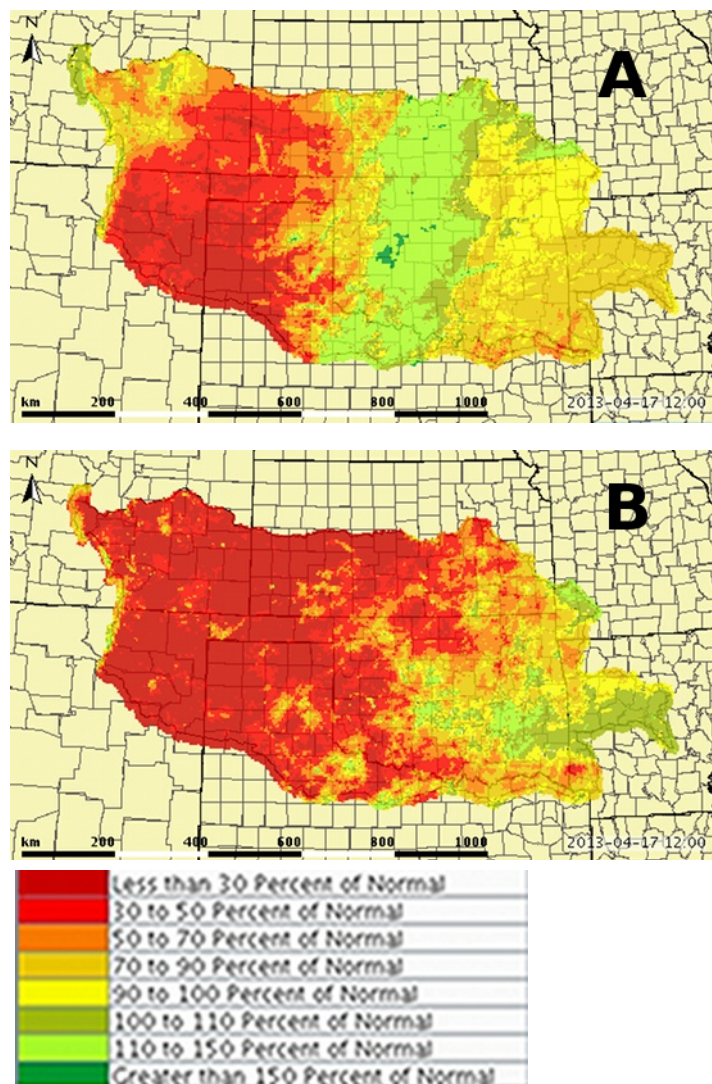 N
A
km 200 400 600 800 1000 2013-04-17 12:00
N
B
km 200 400 600 800 1000 2013-04-17 12:00
Less than 30 Percent of Normal
30 to 50 Percent of Normal
50 to 70 Percent of Normal
70 to 90 Percent of Normal
90 to 100 Percent of Normal
100 to 110 Percent of Normal
110 to 150 Percent of Normal
Greater than 150 Percent of Normal